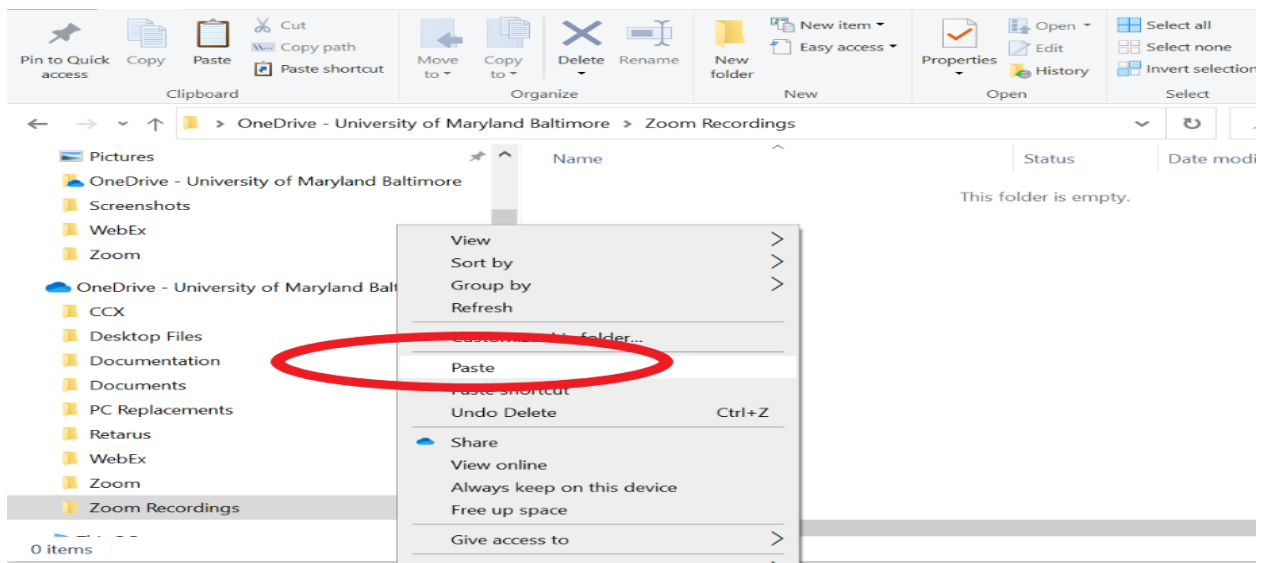 Pin to Quick access
Copy
Paste
Cut
Copy path
Paste shortcut
Clipboard
Move to
Copy to
Delete
Rename
Organize
New folder
New item
Easy access
New
Properties
Open
Edit
History
Open
Select all
Select none
Invert selection
Select
> OneDrive - University of Maryland Baltimore > Zoom Recordings
Name
Status
Date modi
This folder is empty.
Pictures
OneDrive - University of Maryland Baltimore
Screenshots
WebEx
Zoom
OneDrive - University of Maryland Balt
CCX
Desktop Files
Documentation
Documents
PC Replacements
Retarus
WebEx
Zoom
Zoom Recordings
0 items
View
Sort by
Group by
Refresh
folder...
Paste
Paste shortcut
Undo Delete Ctrl+Z
Share
View online
Always keep on this device
Free up space
Give access to